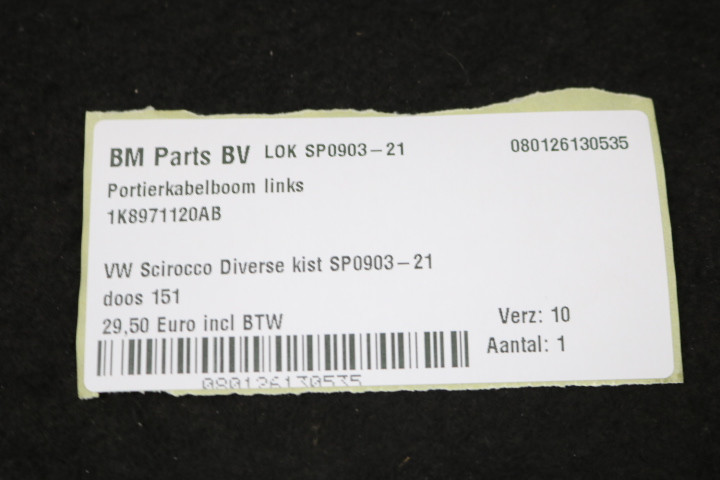 BM Parts BV LOK SP0903-21 080126130535
Portierkabelboom links
1K8971120AB
VW Scirocco Diverse kist SP0903-21
doos 151
29,50 Euro incl BTW Verz: 10
Aantal: 1
080126130535